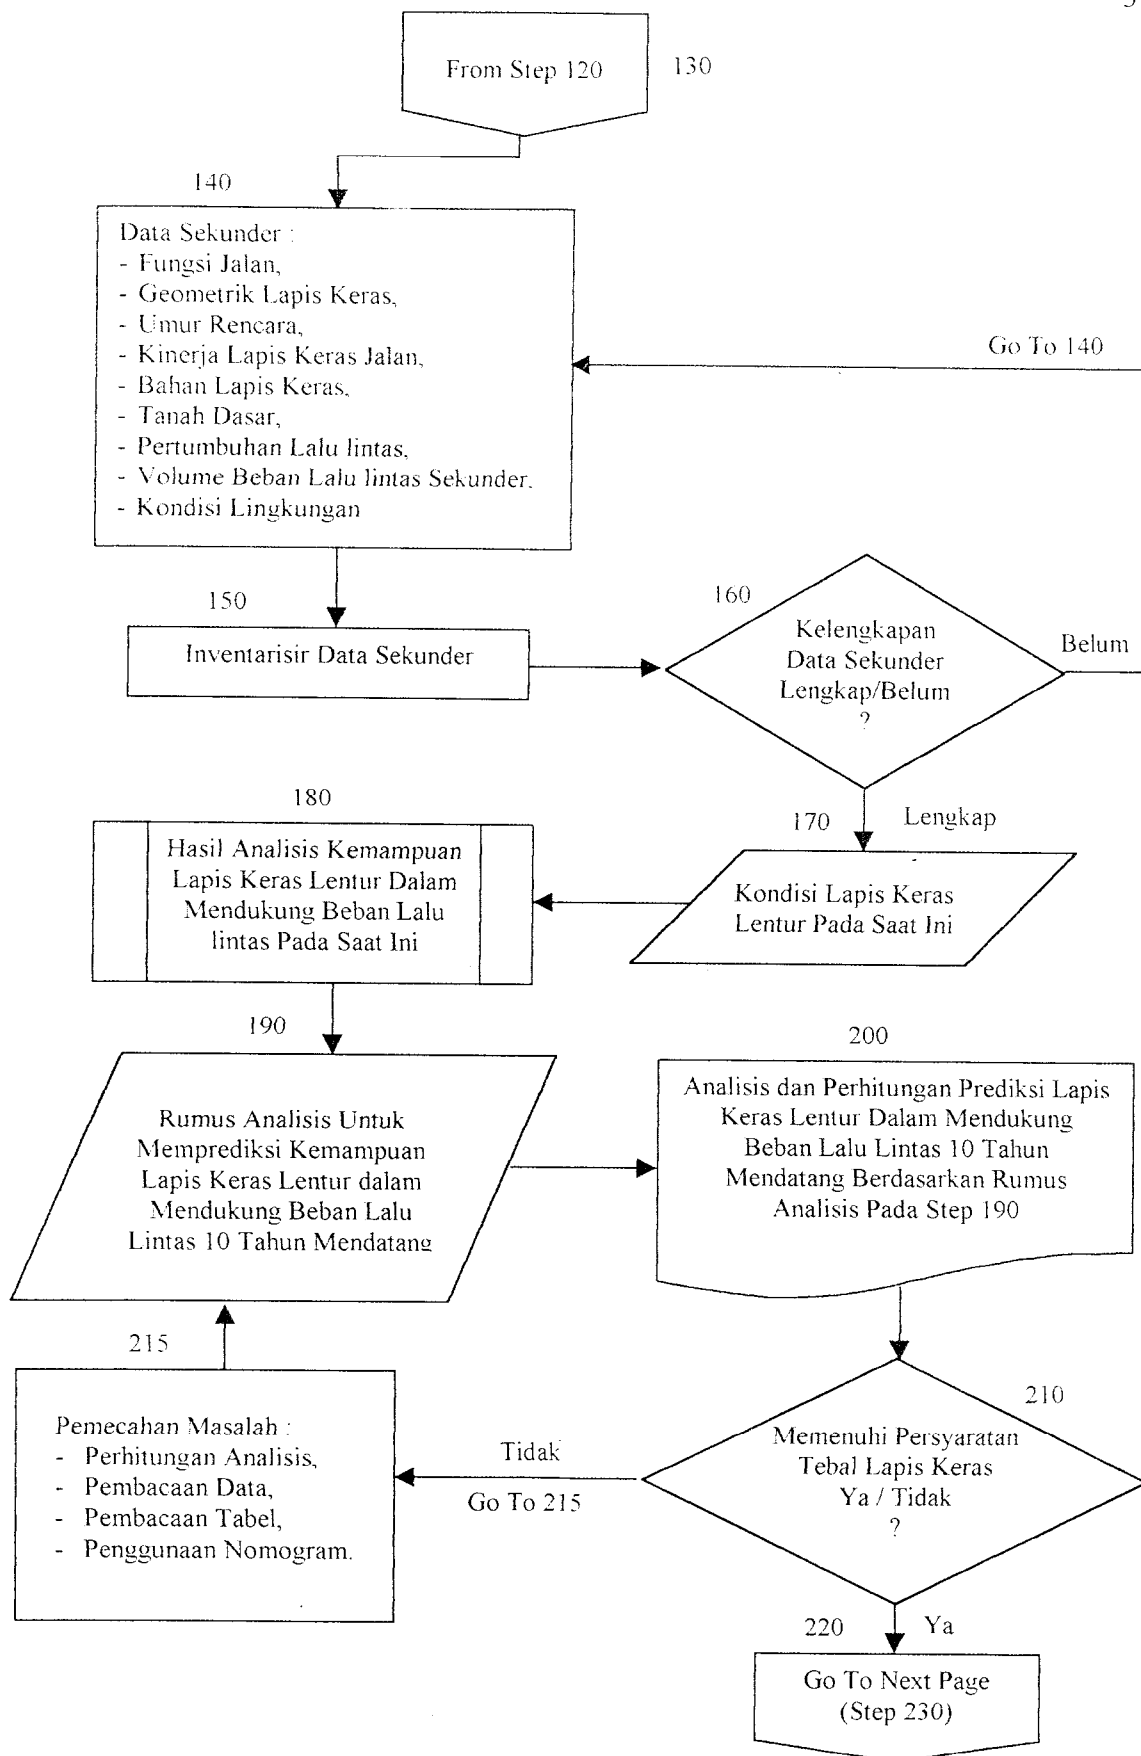 From Step 120
130
140
Data Sekunder :
- Fungsi Jalan,
- Geometrik Lapis Keras,
- Umur Rencara,
- Kinerja Lapis Keras Jalan,
- Bahan Lapis Keras,
- Tanah Dasar,
- Pertumbuhan Lalu lintas,
- Volume Beban Lalu lintas Sekunder.
- Kondisi Lingkungan
Go To 140
150
Inventarisir Data Sekunder
160
Kelengkapan
Data Sekunder
Lengkap/Belum
?
Belum
Lengkap
170
Kondisi Lapis Keras
Lentur Pada Saat Ini
180
Hasil Analisis Kemampuan
Lapis Keras Lentur Dalam
Mendukung Beban Lalu
lintas Pada Saat Ini
190
Rumus Analisis Untuk
Memprediksi Kemampuan
Lapis Keras Lentur dalam
Mendukung Beban Lalu
Lintas 10 Tahun Mendatang
200
Analisis dan Perhitungan Prediksi Lapis
Keras Lentur Dalam Mendukung
Beban Lalu Lintas 10 Tahun
Mendatang Berdasarkan Rumus
Analisis Pada Step 190
210
Memenuhi Persyaratan
Tebal Lapis Keras
Ya / Tidak
?
Tidak
Go To 215
215
Pemecahan Masalah :
- Perhitungan Analisis,
- Pembacaan Data,
- Pembacaan Tabel,
- Penggunaan Nomogram.
220
Ya
Go To Next Page
(Step 230)